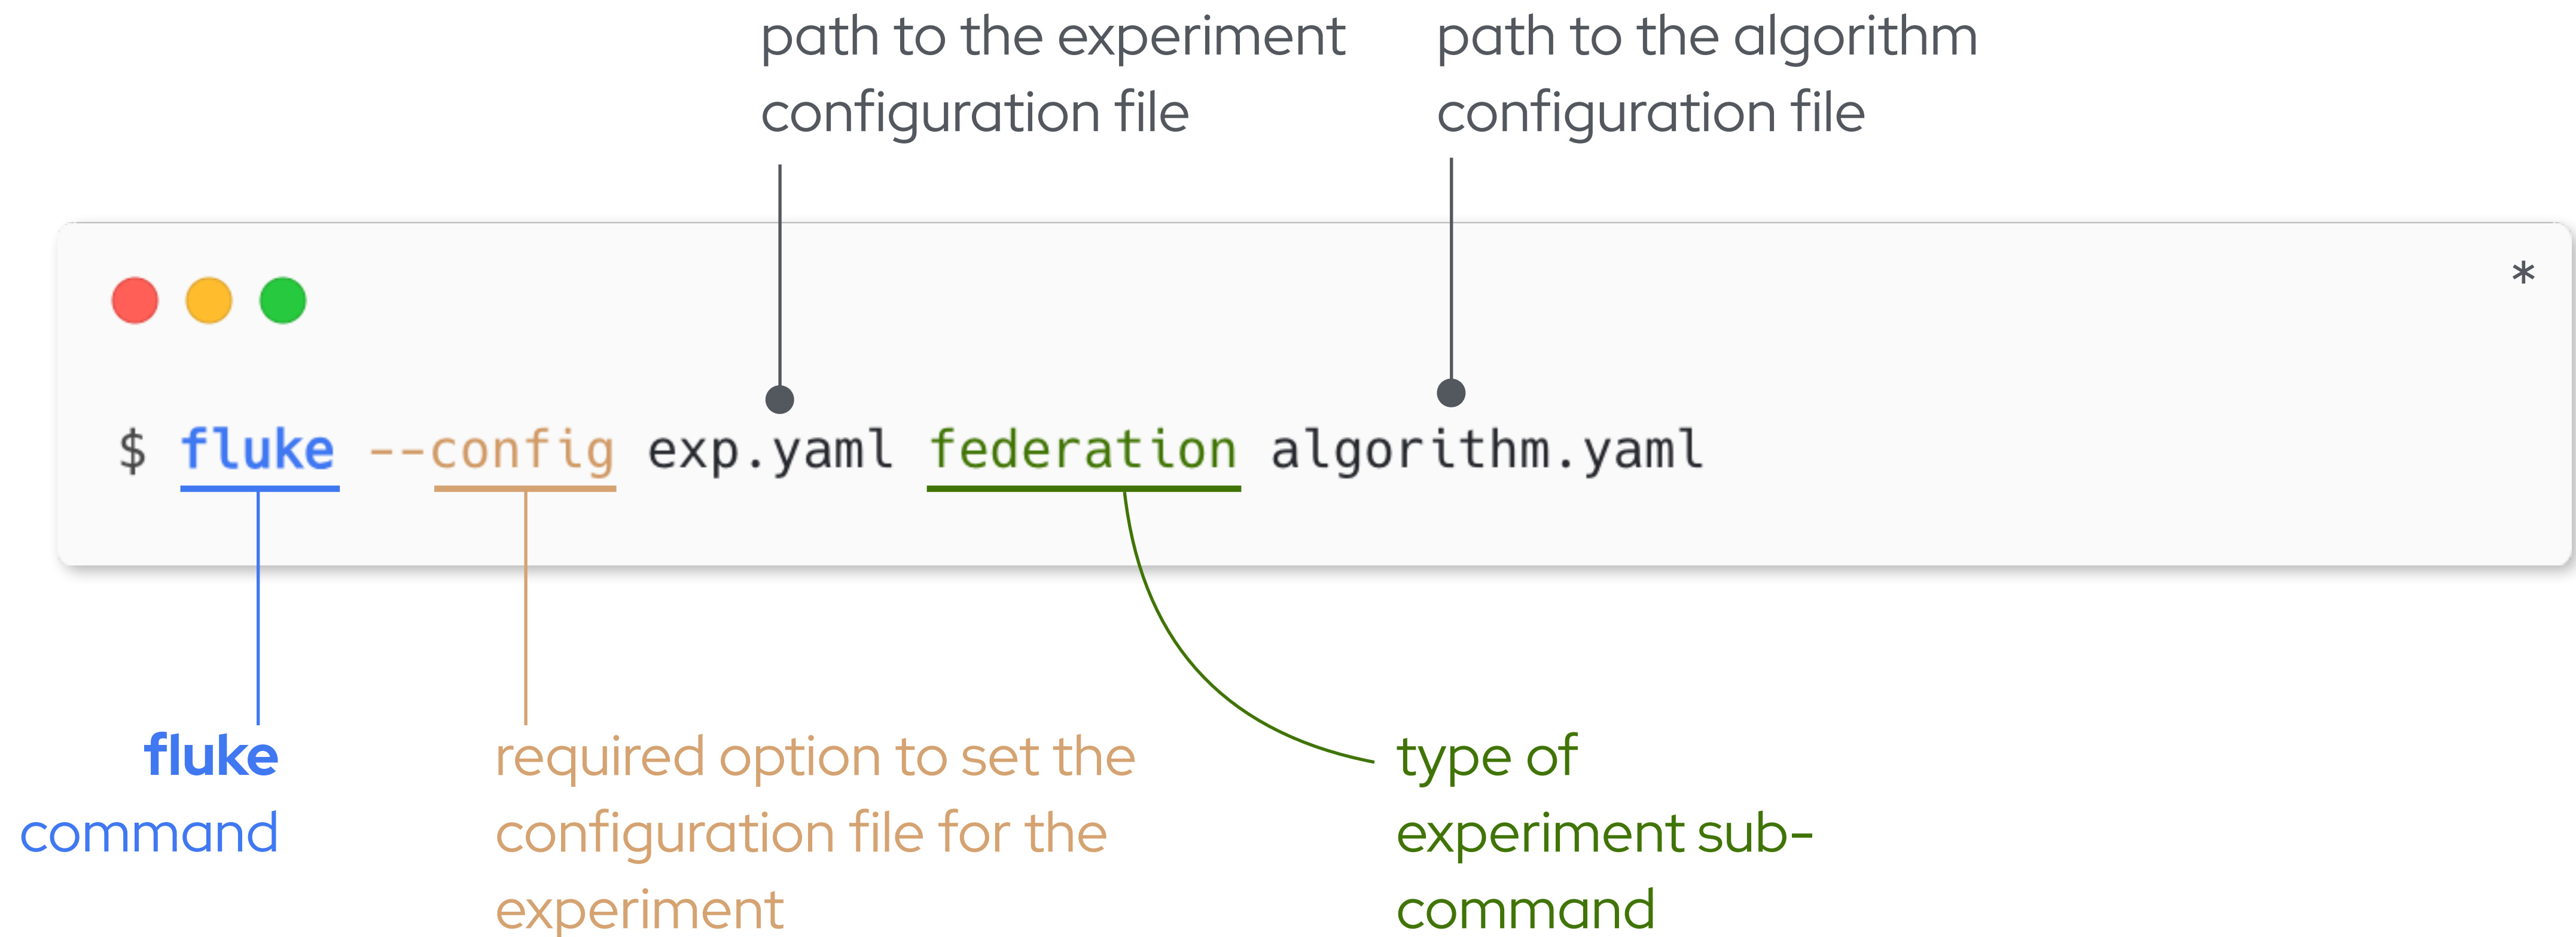 path to the experiment
configuration file
path to the algorithm
configuration file
*
$ fluke --config exp.yaml federation algorithm.yaml
fluke
command
required option to set the
configuration file for the
experiment
type of
experiment sub-
command